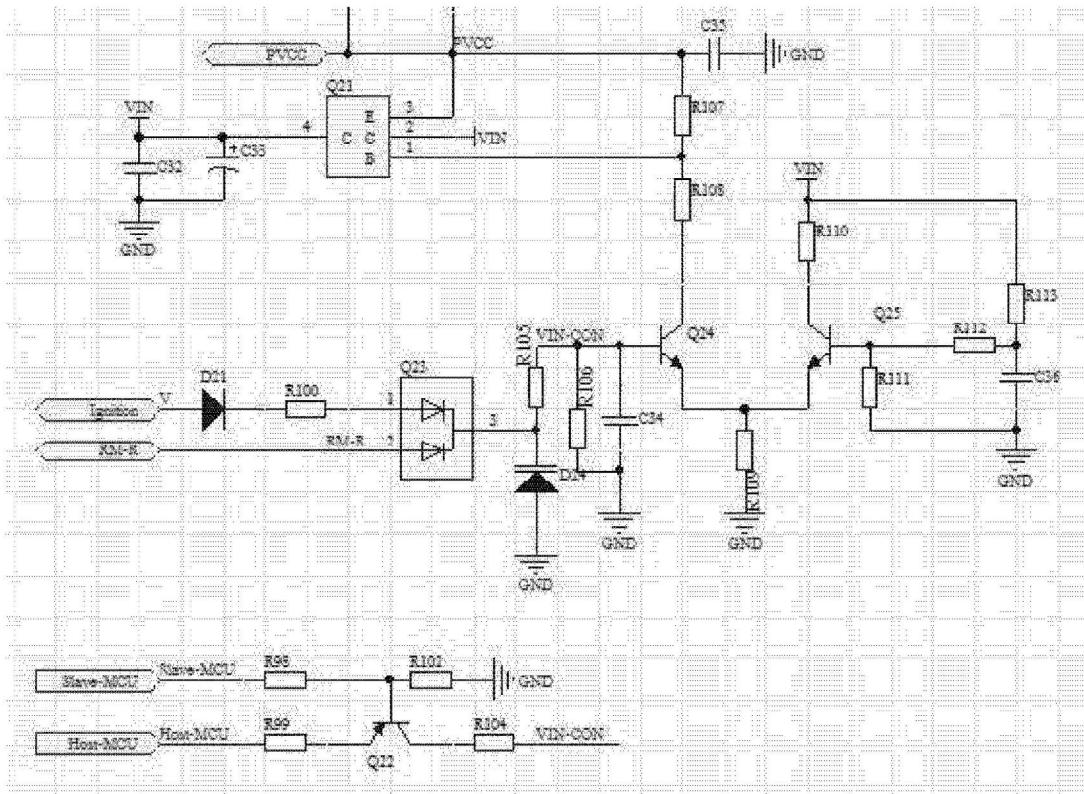 C35
PVCC
PVCC
GND
Q21
R107
VIN
3
E
4
C
C
2
VIN
B
1
C32
C33
GND
R108
VIN
R110
R113
Q24
Q25
R112
VIN-CON
R105
R106
C34
R111
C36
D21
R100
Q23
Ignition
V
1
3
RM-R
RM-R
2
D24
R109
GND
GND
GND
GND
Slave-MCU
Slave-MCU
R98
R102
GND
Host-MCU
Host-MCU
R99
Q22
R104
VIN-CON